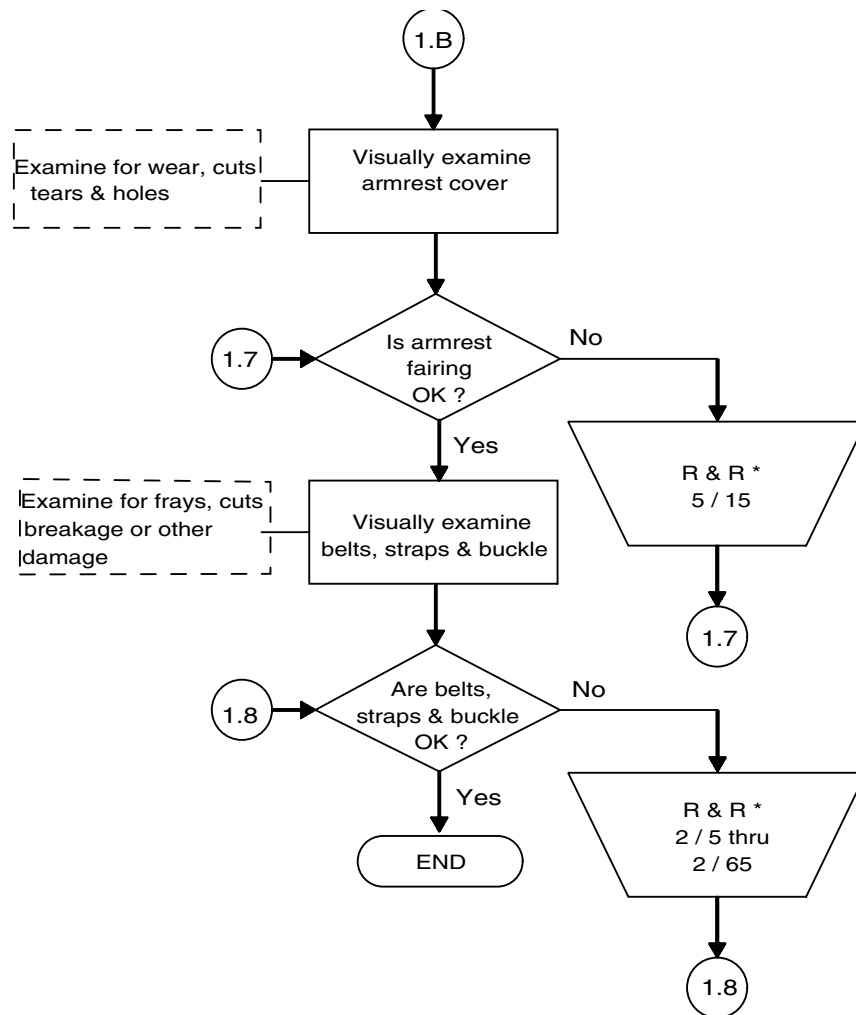 1.B
Examine for wear, cuts
tears & holes
Visually examine
armrest cover
1.7
Is armrest
fairing
OK ?
No
Yes
R & R *
5 / 15
1.7
Examine for frays, cuts
breakage or other
damage
Visually examine
belts, straps & buckle
1.8
Are belts,
straps & buckle
OK ?
No
Yes
R & R *
2 / 5 thru
2 / 65
END
1.8